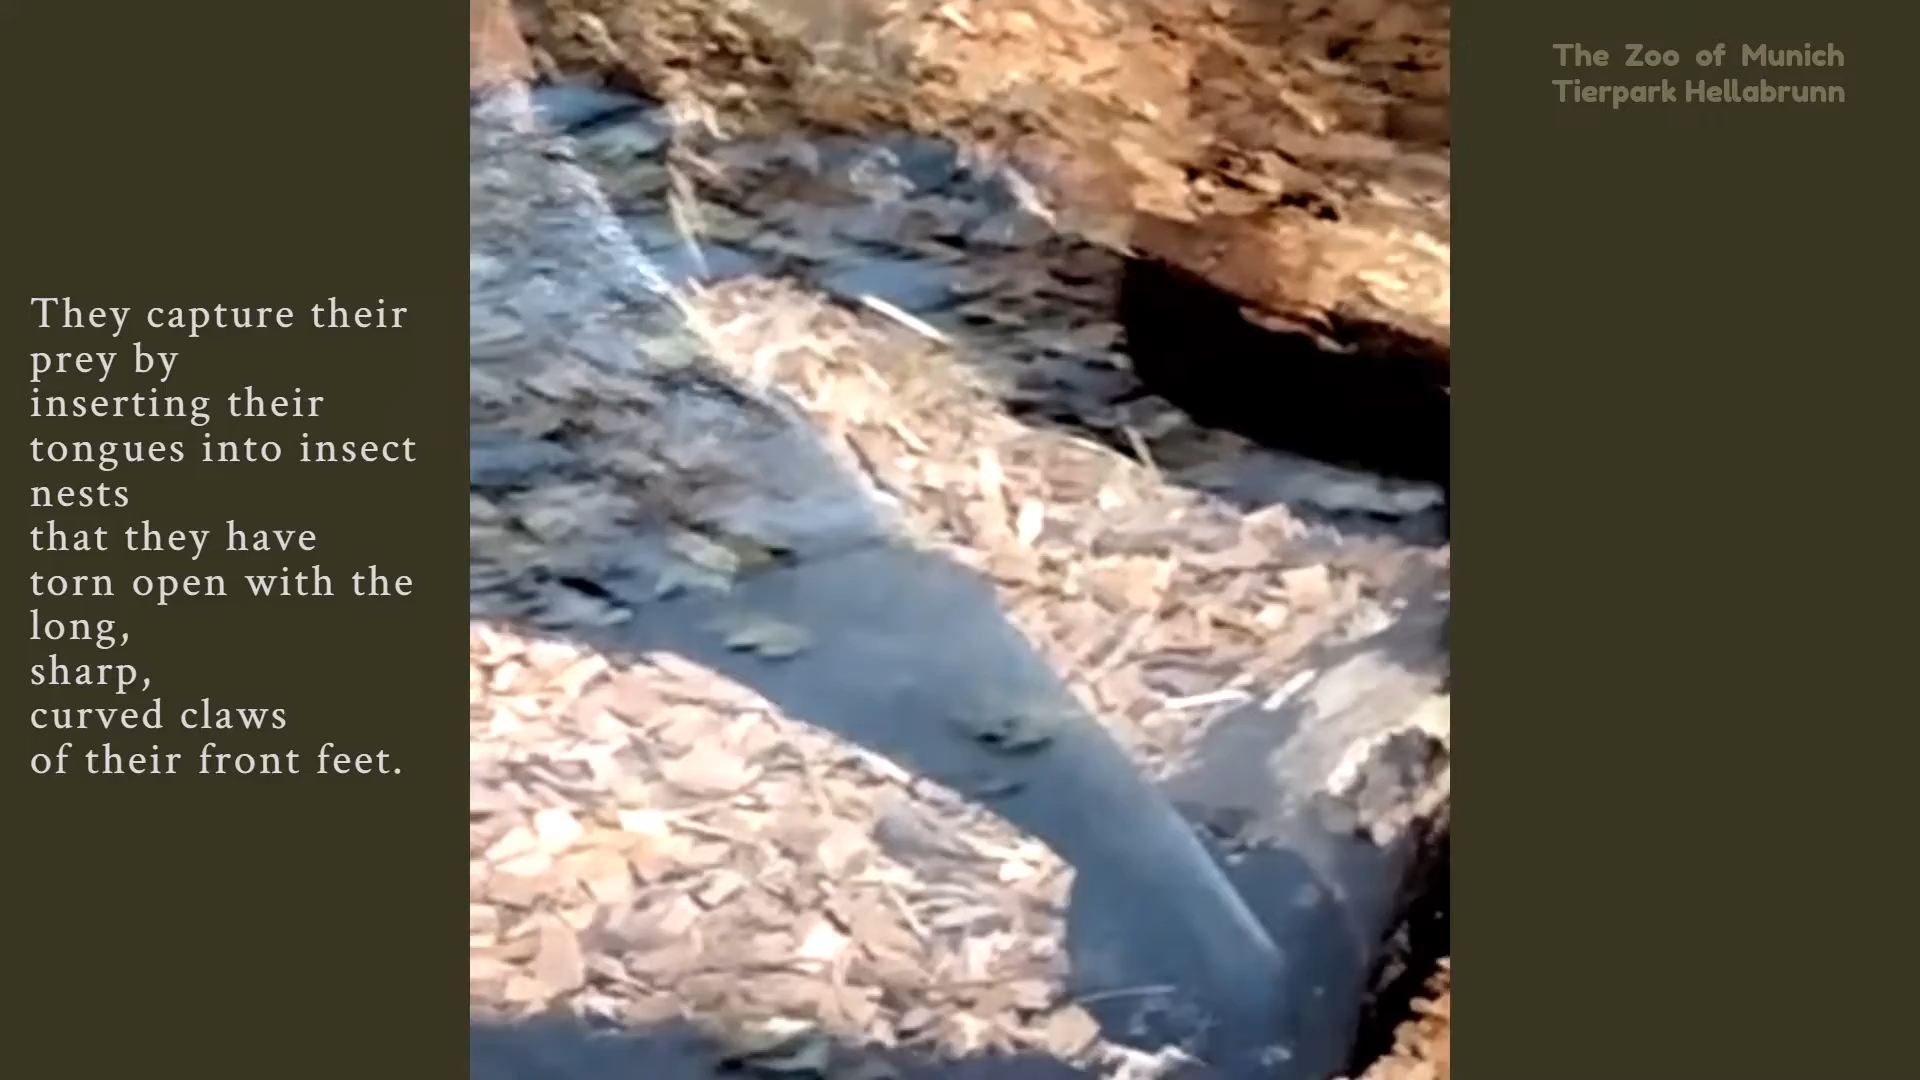 The Zoo of Munich
Tierpark Hellabrunn
They capture their
prey by
inserting their
tongues into insect
nests
that they have
torn open with the
long,
sharp,
curved claws
of their front feet.